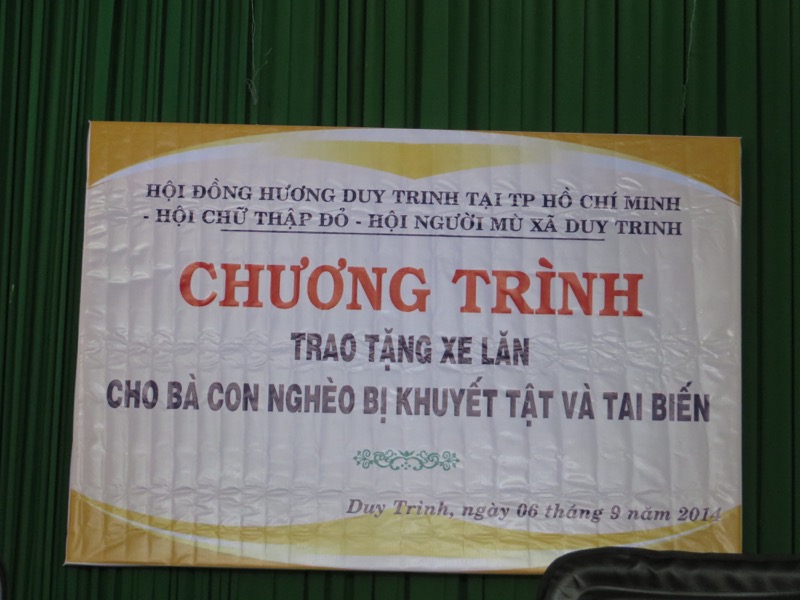 HỘI ĐỒNG HƯƠNG DUY TRINH TẠI TP HỒ CHÍ MINH
- HỘI CHỮ THẬP ĐỎ - HỘI NGƯỜI MÙ XÃ DUY TRINH
CHƯƠNG TRÌNH
TRAO TẶNG XE LĂN
CHO BÀ CON NGHÈO BỊ KHUYẾT TẬT VÀ TAI BIẾN
Duy Trinh, ngày 06 tháng 9 năm 2014